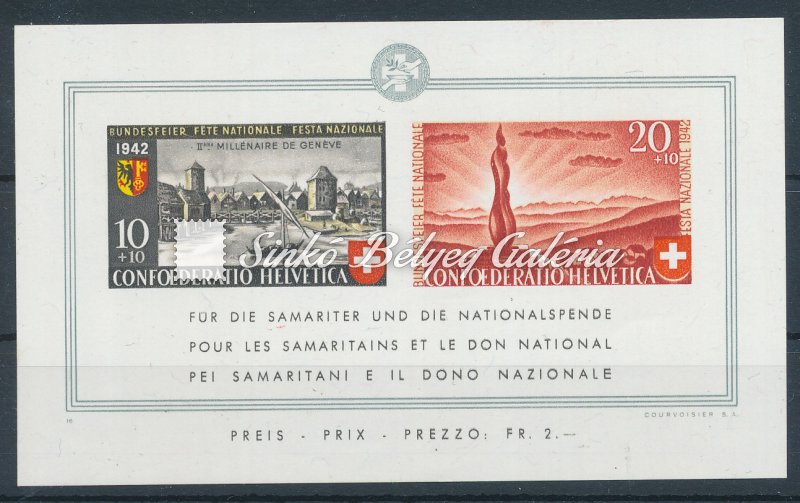 BUNDESFEIER FÊTE NATIONALE FESTA NAZIONALE
1942
IIÈME MILLÉNAIRE DE GENÈVE
10
+10
CONFOEDERATIO HELVETICA
BUNDESFEIER FÊTE NATIONALE
20
+10
FESTA NAZIONALE 1942
CONFOEDERATIO HELVETICA
Sinkó Bélyeg Galéria
FÜR DIE SAMARITER UND DIE NATIONALSPENDE
POUR LES SAMARITAINS ET LE DON NATIONAL
PEI SAMARITANI E IL DONO NAZIONALE
16
COURVOISIER S.A.
PREIS - PRIX - PREZZO: FR. 2.—